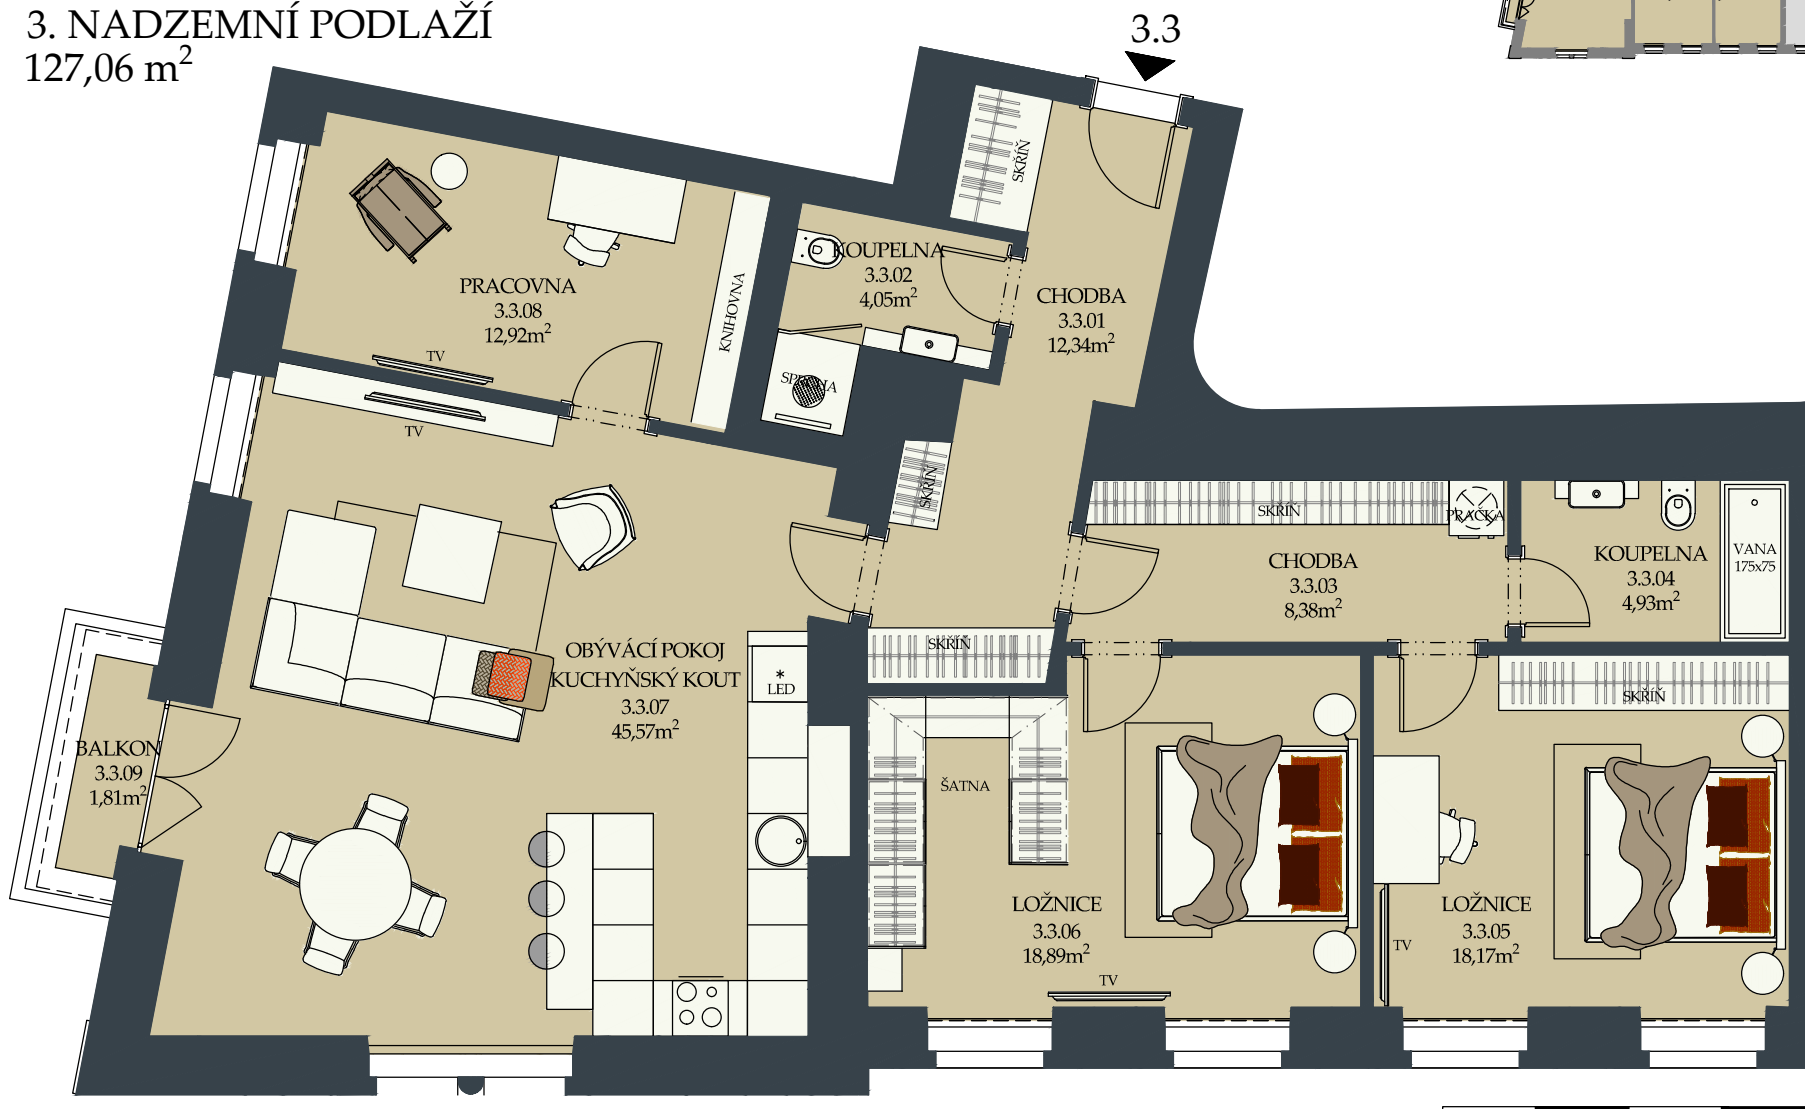 3. NADZEMNÍ PODLAŽÍ
127,06 m²
3.3
SKŘÍŇ
PRACOVNA
3.3.08
12,92m²
KNIHOVNA
TV
TV
KOUPELNA
3.3.02
4,05m²
SPRCHA
CHODBA
3.3.01
12,34m²
SKŘÍŇ
SKŘÍŇ
PRAČKA
CHODBA
3.3.03
8,38m²
KOUPELNA
3.3.04
4,93m²
VANA
175x75
SKŘÍŇ
OBÝVÁCÍ POKOJ
KUCHYŇSKÝ KOUT
3.3.07
45,57m²
*
LED
BALKON
3.3.09
1,81m²
ŠATNA
SKŘÍŇ
LOŽNICE
3.3.06
18,89m²
TV
LOŽNICE
3.3.05
18,17m²
TV